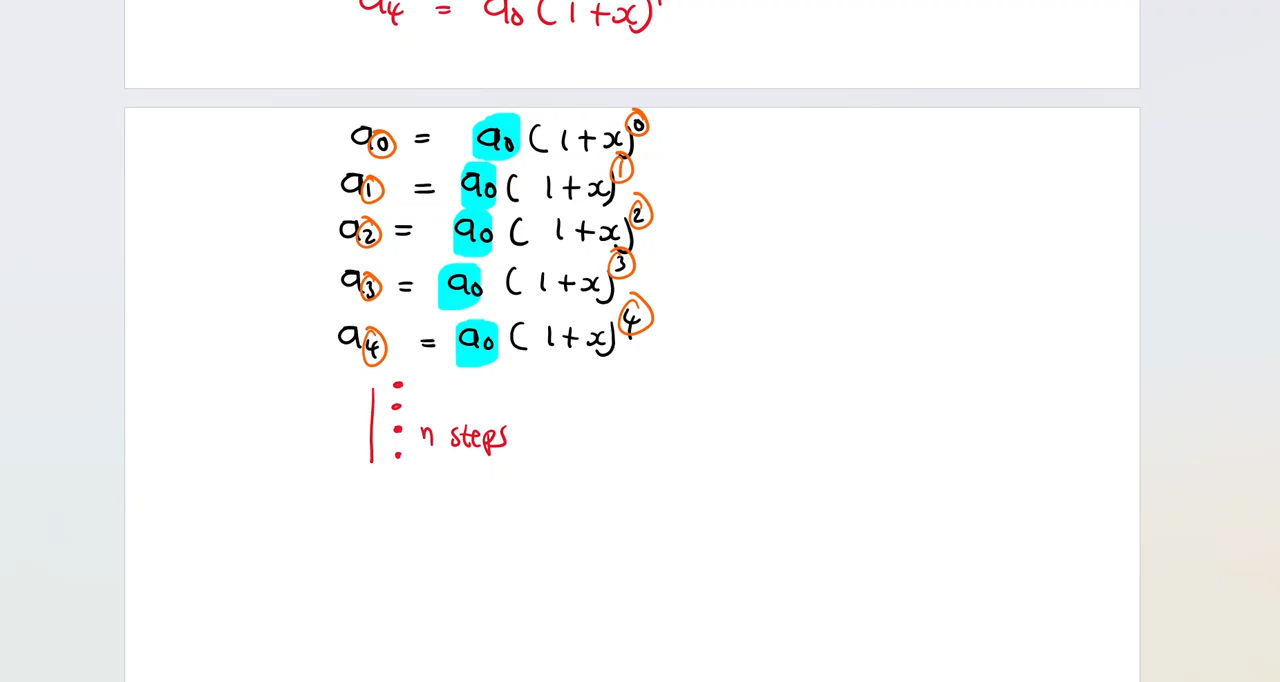 a₄ = a₀(1+x)
a₀ = a₀(1+x)⁰
a₁ = a₀(1+x)¹
a₂ = a₀(1+x)²
a₃ = a₀(1+x)³
a₄ = a₀(1+x)⁴
n steps